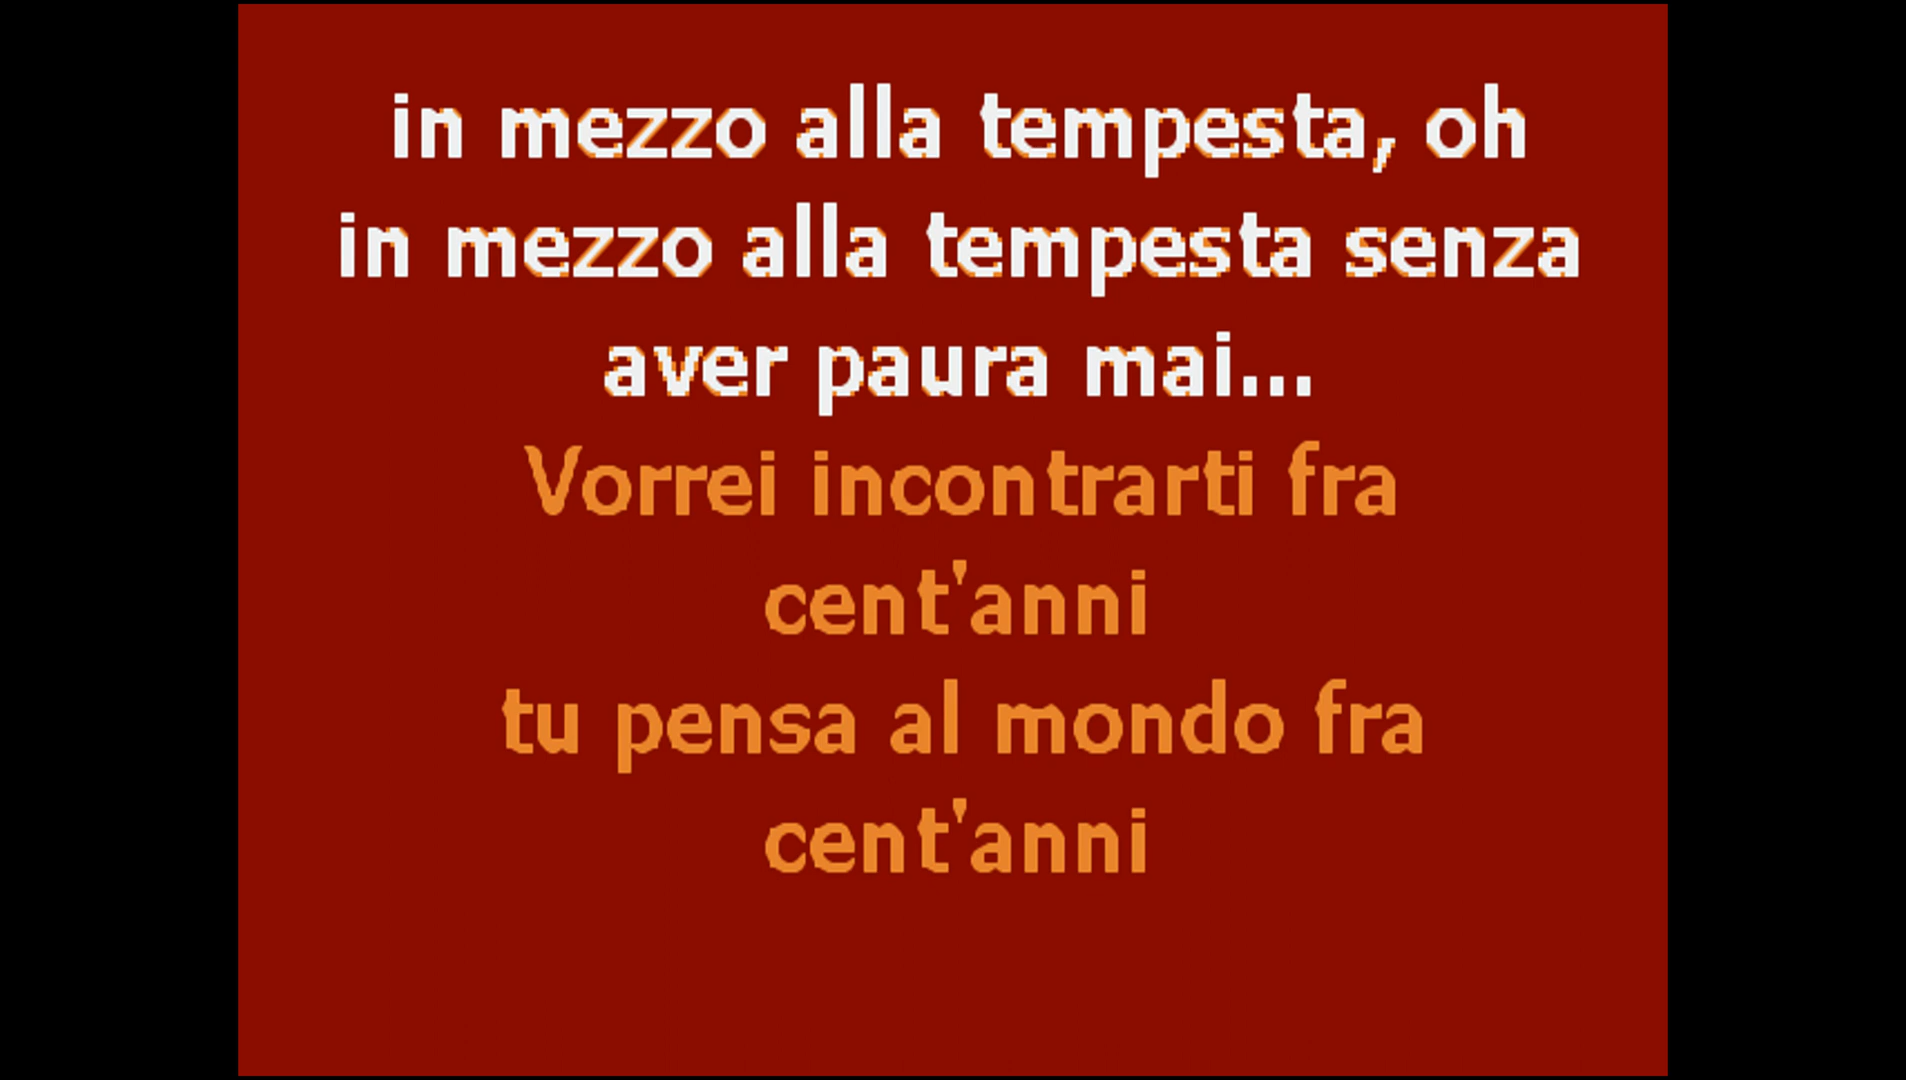 in mezzo alla tempesta, oh
in mezzo alla tempesta senza
aver paura mai...
Vorrei incontrarti fra
cent'anni
tu pensa al mondo fra
cent'anni